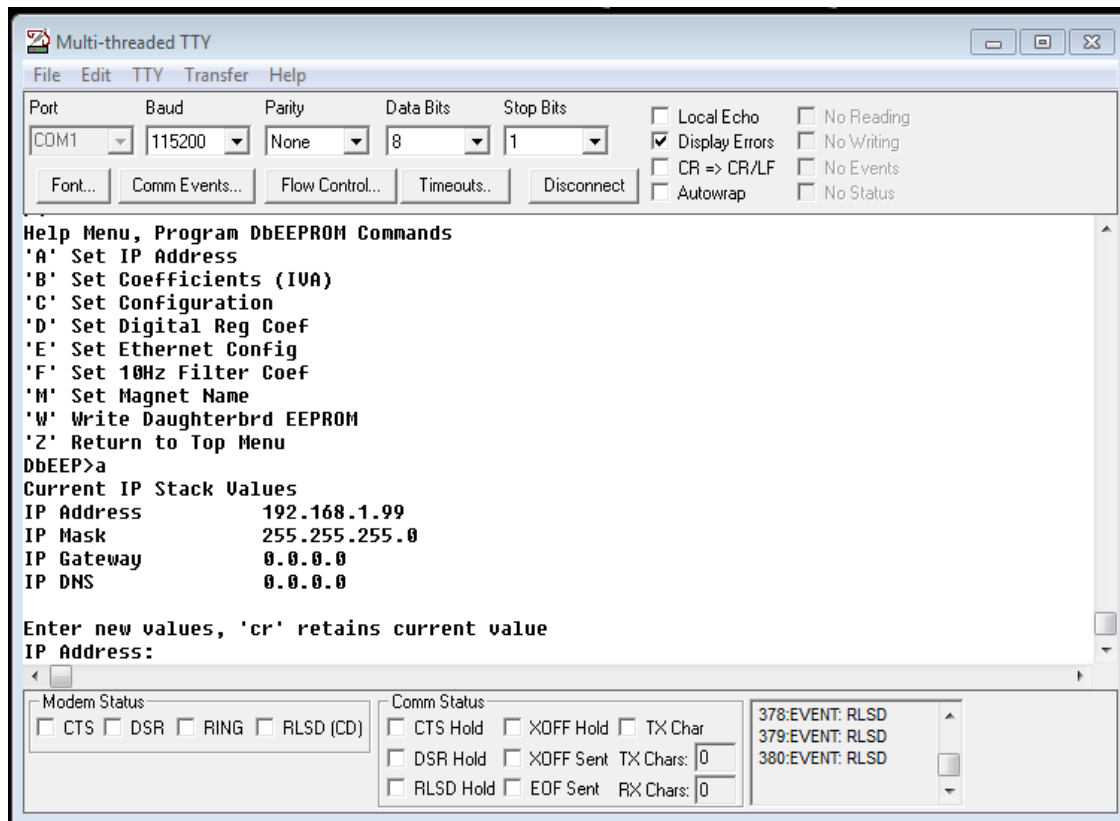 Multi-threaded TTY
File Edit TTY Transfer Help
Port Baud Parity Data Bits Stop Bits
COM1 115200 None 8 1
Font... Comm Events... Flow Control... Timeouts.. Disconnect
Local Echo No Reading
Display Errors No Writing
CR => CR/LF No Events
Autowrap No Status
Help Menu, Program DbEEPROM Commands
'A' Set IP Address
'B' Set Coefficients (IVA)
'C' Set Configuration
'D' Set Digital Reg Coef
'E' Set Ethernet Config
'F' Set 10Hz Filter Coef
'M' Set Magnet Name
'W' Write Daughterbrd EEPROM
'Z' Return to Top Menu
DbEEP>a
Current IP Stack Values
IP Address 192.168.1.99
IP Mask 255.255.255.0
IP Gateway 0.0.0.0
IP DNS 0.0.0.0
Enter new values, 'cr' retains current value
IP Address:
Modem Status
CTS DSR RING RLSD (CD)
Comm Status
CTS Hold XOFF Hold TX Char
DSR Hold XOFF Sent TX Chars: 0
RLSD Hold EOF Sent RX Chars: 0
378:EVENT: RLSD
379:EVENT: RLSD
380:EVENT: RLSD